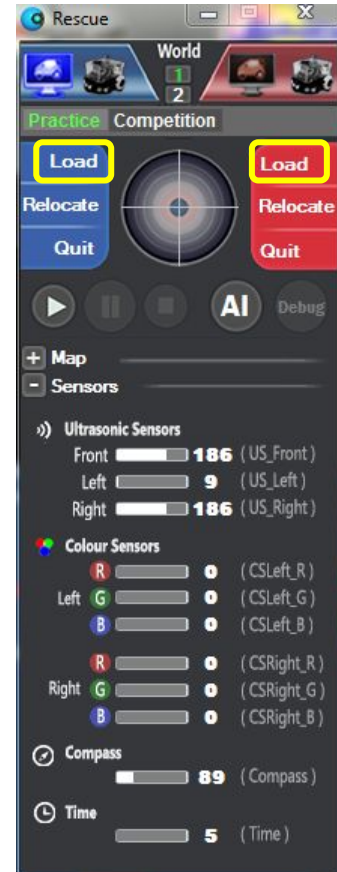 Rescue
World
1
2
Practice Competition
Load Load
Relocate Relocate
Quit Quit
AI Debug
+ Map
- Sensors
Ultrasonic Sensors
Front 186 (US_Front)
Left 9 (US_Left)
Right 186 (US_Right)
Colour Sensors
R 0 (CSLeft_R)
Left G 0 (CSLeft_G)
B 0 (CSLeft_B)
R 0 (CSRight_R)
Right G 0 (CSRight_G)
B 0 (CSRight_B)
Compass
89 (Compass)
Time
5 (Time)